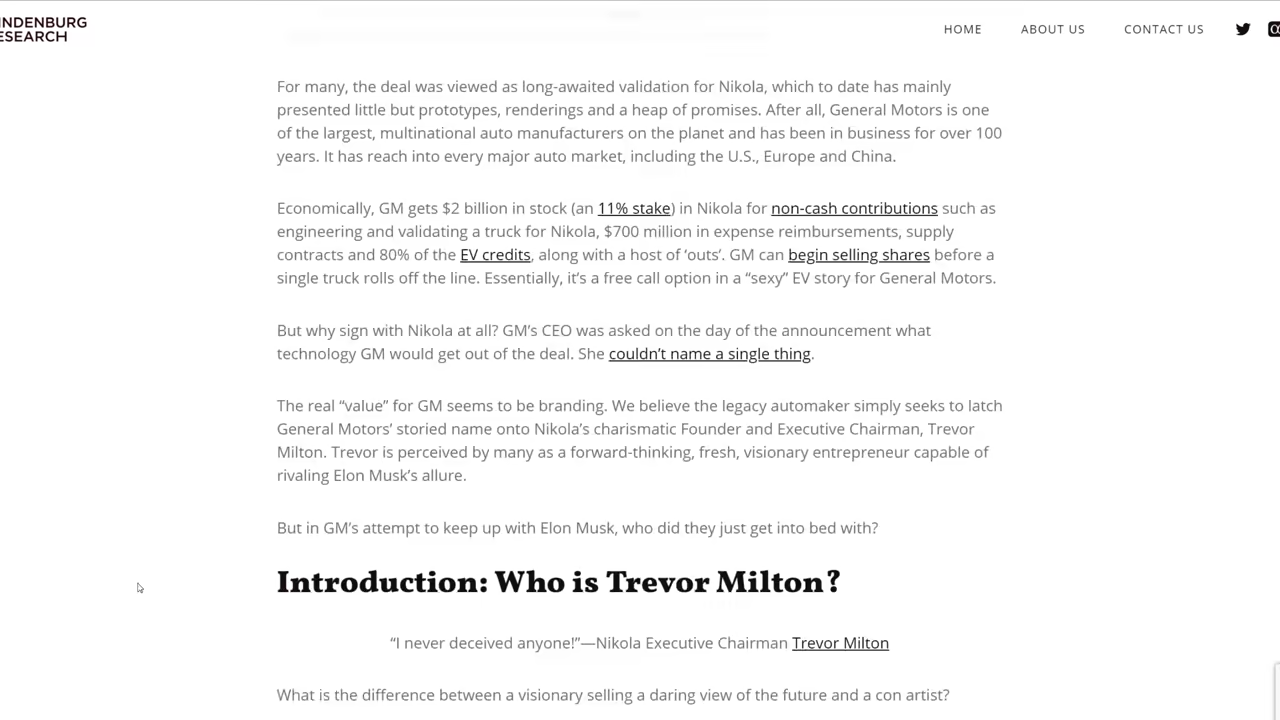 INDENBURG
ESEARCH
HOME ABOUT US CONTACT US
For many, the deal was viewed as long-awaited validation for Nikola, which to date has mainly
presented little but prototypes, renderings and a heap of promises. After all, General Motors is one
of the largest, multinational auto manufacturers on the planet and has been in business for over 100
years. It has reach into every major auto market, including the U.S., Europe and China.
Economically, GM gets $2 billion in stock (an 11% stake) in Nikola for non-cash contributions such as
engineering and validating a truck for Nikola, $700 million in expense reimbursements, supply
contracts and 80% of the EV credits, along with a host of ‘outs’. GM can begin selling shares before a
single truck rolls off the line. Essentially, it’s a free call option in a “sexy” EV story for General Motors.
But why sign with Nikola at all? GM’s CEO was asked on the day of the announcement what
technology GM would get out of the deal. She couldn’t name a single thing.
The real “value” for GM seems to be branding. We believe the legacy automaker simply seeks to latch
General Motors’ storied name onto Nikola’s charismatic Founder and Executive Chairman, Trevor
Milton. Trevor is perceived by many as a forward-thinking, fresh, visionary entrepreneur capable of
rivaling Elon Musk’s allure.
But in GM’s attempt to keep up with Elon Musk, who did they just get into bed with?
Introduction: Who is Trevor Milton?
“I never deceived anyone!”—Nikola Executive Chairman Trevor Milton
What is the difference between a visionary selling a daring view of the future and a con artist?